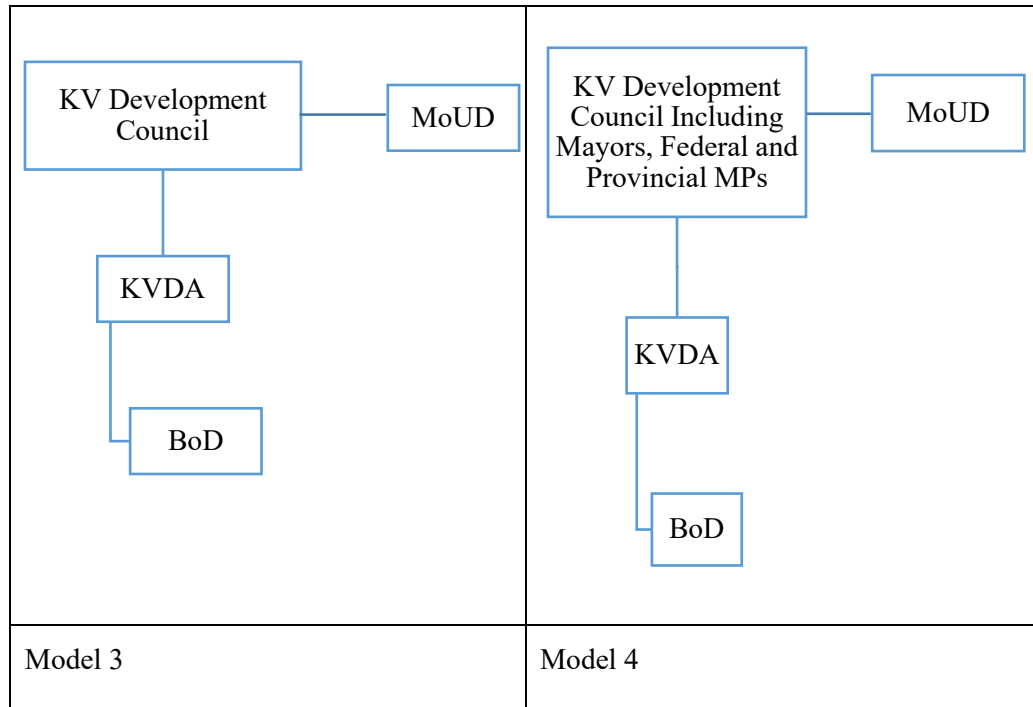 KV Development
Council
MoUD
KVDA
BoD
Model 3
KV Development
Council Including
Mayors, Federal and
Provincial MPs
MoUD
KVDA
BoD
Model 4